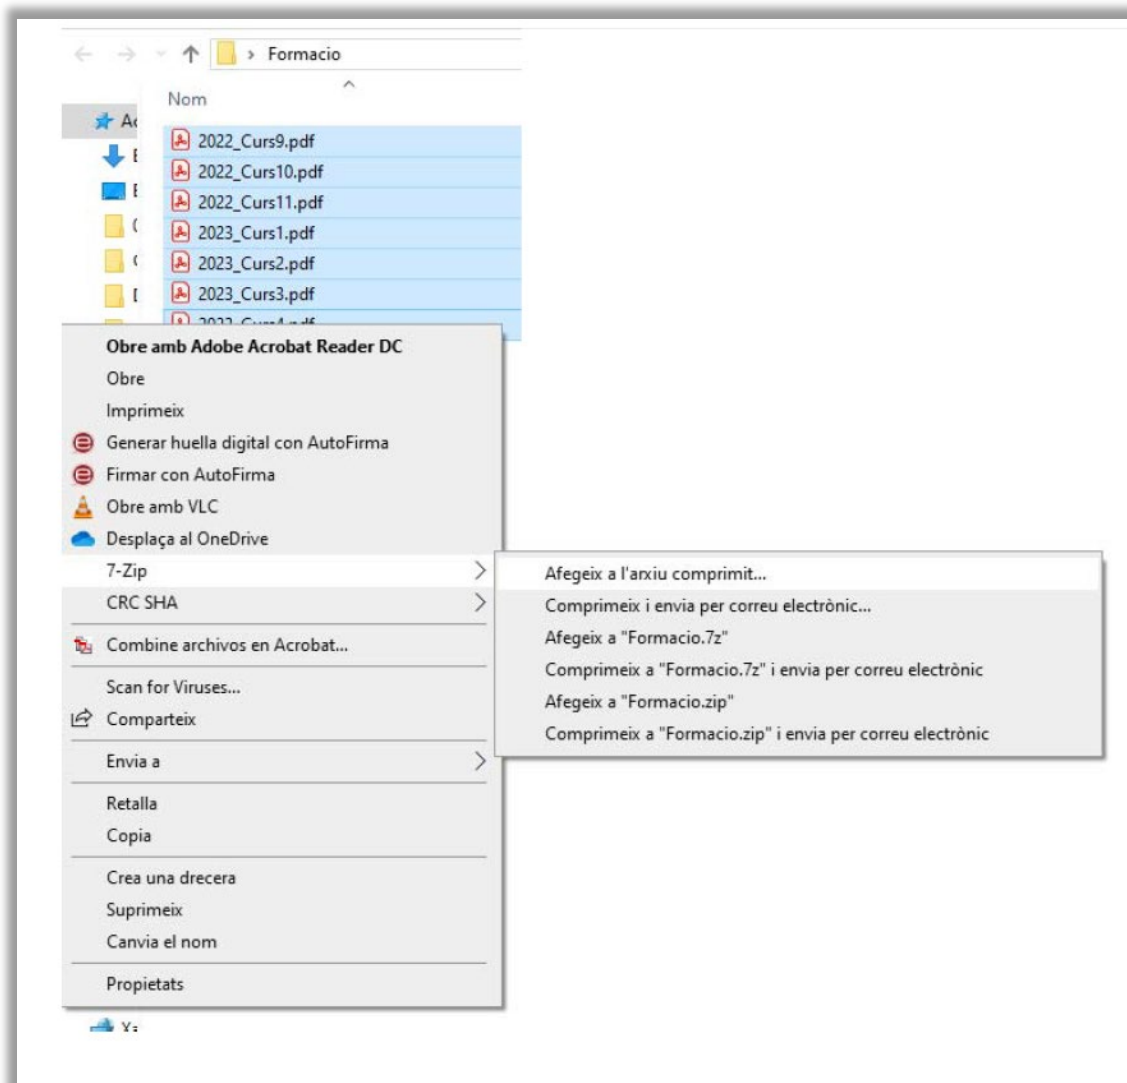 Formacio
Nom
2022_Curs9.pdf
2022_Curs10.pdf
2022_Curs11.pdf
2023_Curs1.pdf
2023_Curs2.pdf
2023_Curs3.pdf
Obre amb Adobe Acrobat Reader DC
Obre
Imprimeix
Generar huella digital con AutoFirma
Firmar con AutoFirma
Obre amb VLC
Desplaça al OneDrive
7-Zip
CRC SHA
Combine archivos en Acrobat...
Scan for Viruses...
Comparteix
Envia a
Retalla
Copia
Crea una drecera
Suprimeix
Canvia el nom
Propietats
Afegeix a l'arxiu comprimit...
Comprimeix i envia per correu electrònic...
Afegeix a "Formacio.7z"
Comprimeix a "Formacio.7z" i envia per correu electrònic
Afegeix a "Formacio.zip"
Comprimeix a "Formacio.zip" i envia per correu electrònic